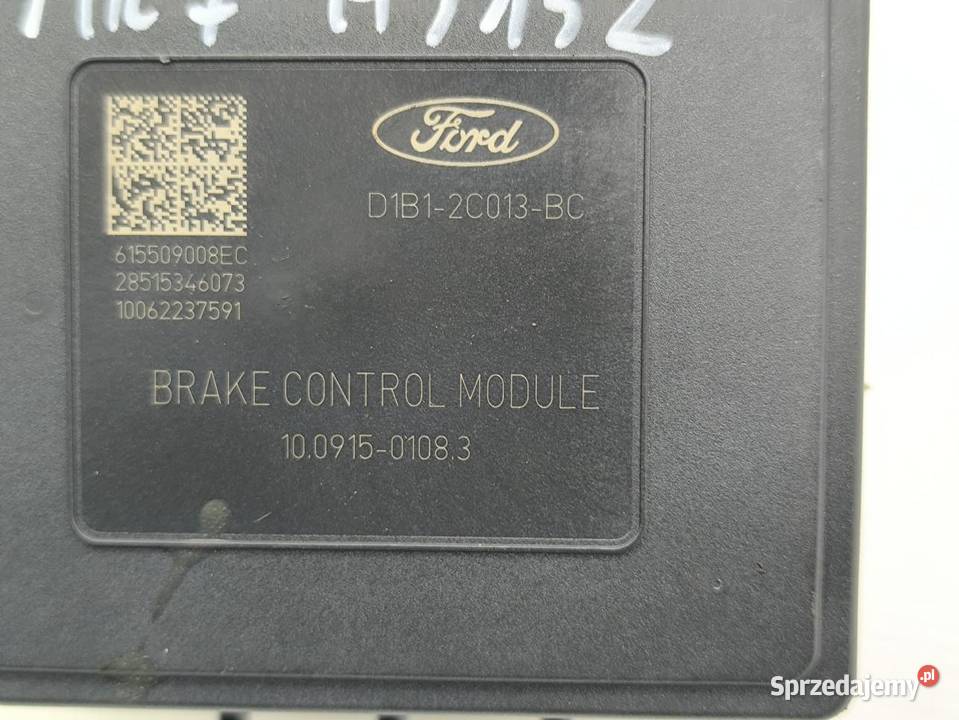 Ford
D1B1-2C013-BC
615509008EC
28515346073
10062237591
BRAKE CONTROL MODULE
10.0915-0108.3
Sprzedajemy.pl